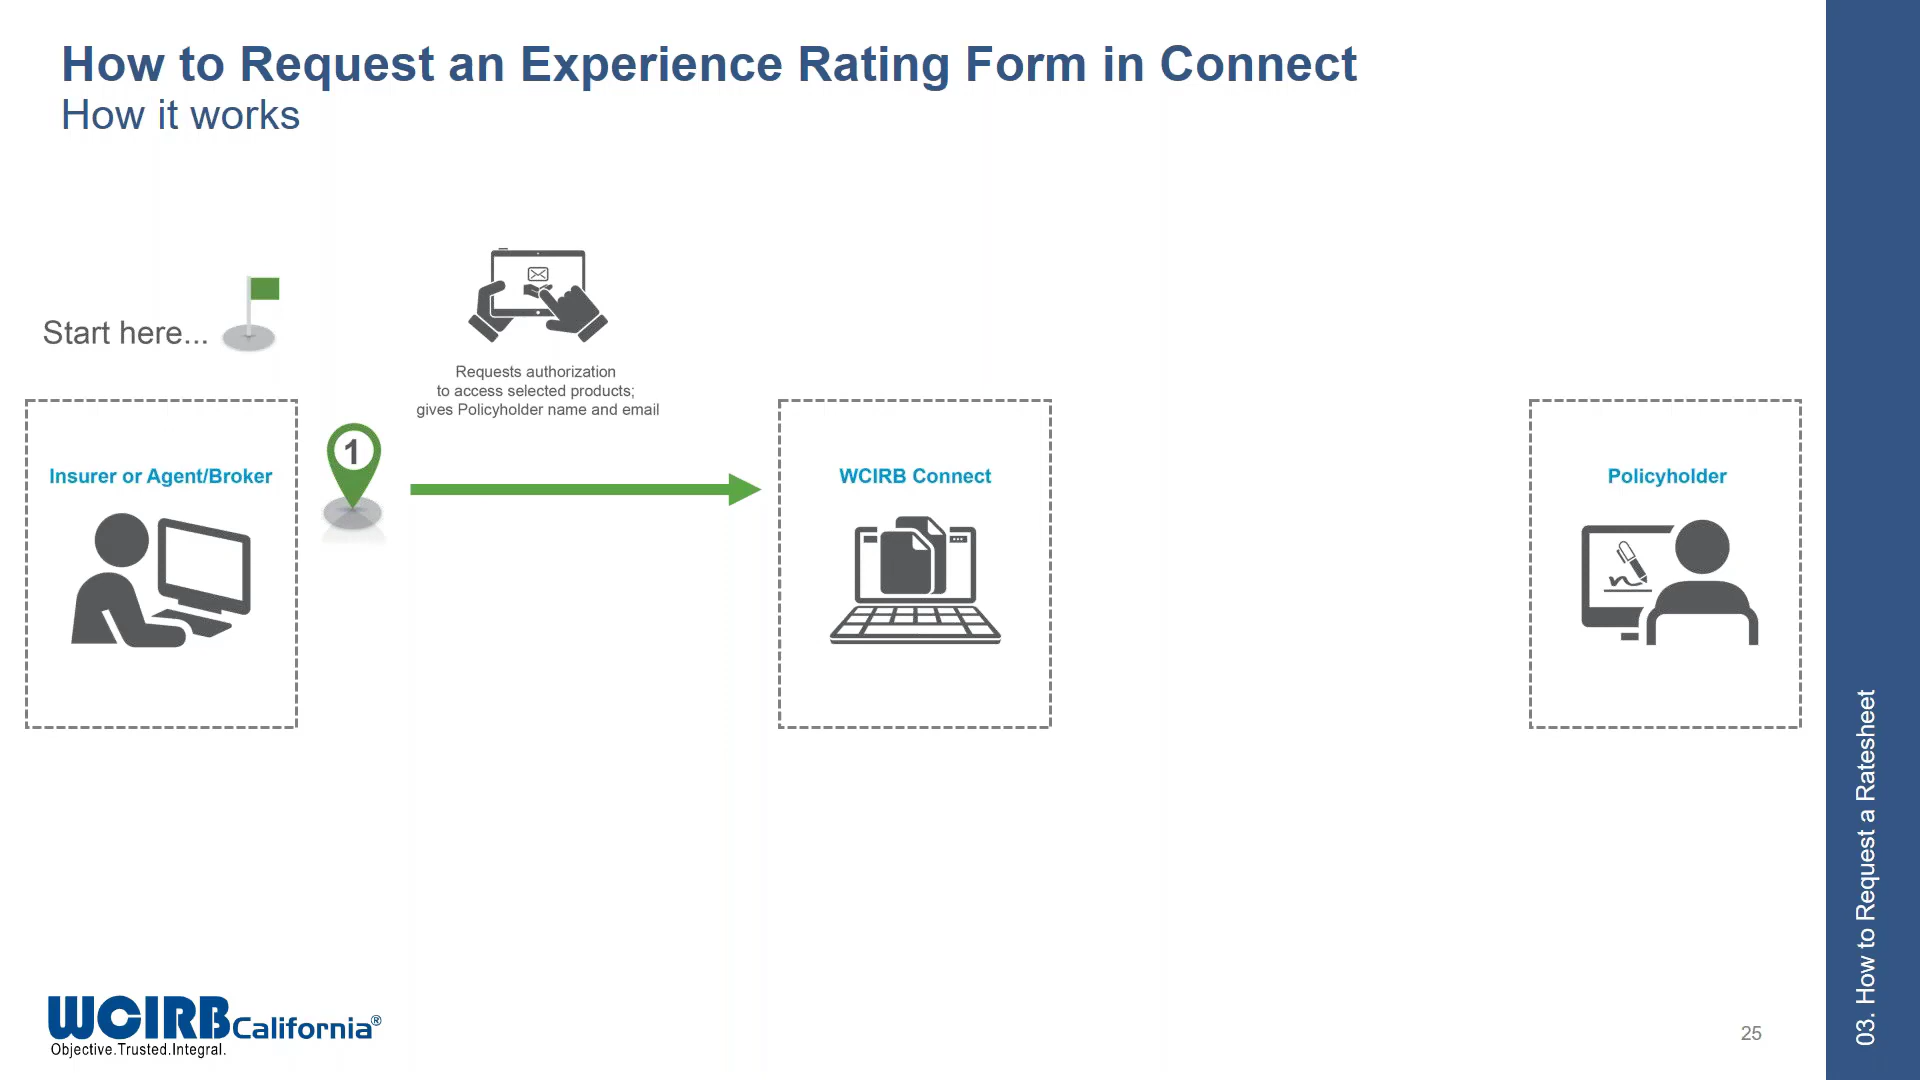 How to Request an Experience Rating Form in Connect
How it works
Start here...
Requests authorization
to access selected products;
gives Policyholder name and email
Insurer or Agent/Broker
1
WCIRB Connect
Policyholder
03. How to Request a Ratesheet
WCIRBCalifornia®
Objective.Trusted.Integral.
25